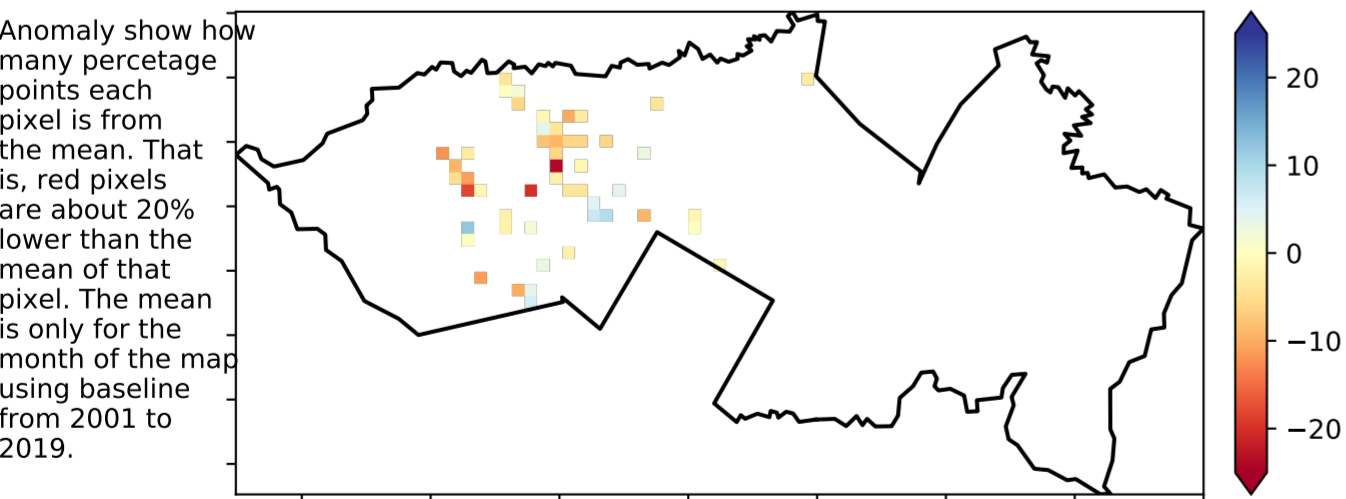 Anomaly show how
many percetage
points each
pixel is from
the mean. That
is, red pixels
are about 20%
lower than the
mean of that
pixel. The mean
is only for the
month of the map
using baseline
from 2001 to
2019.
20
10
0
−10
−20